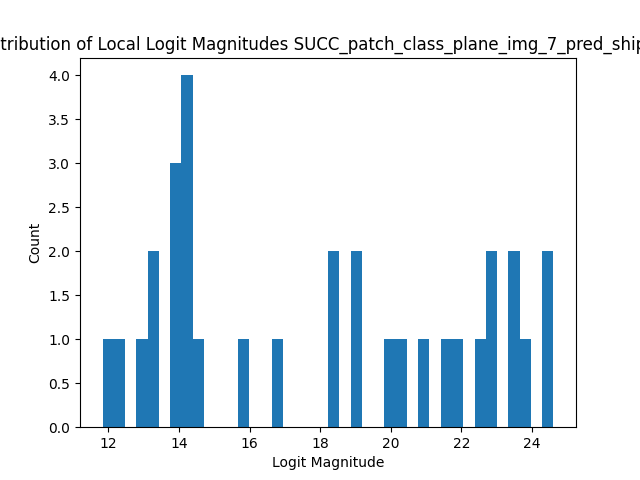 tribution of Local Logit Magnitudes SUCC_patch_class_plane_img_7_pred_ship
4.0
3.5
3.0
2.5
2.0
1.5
1.0
0.5
0.0
Count
12 14 16 18 20 22 24
Logit Magnitude